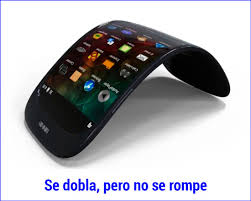 Se dobla, pero no se rompe